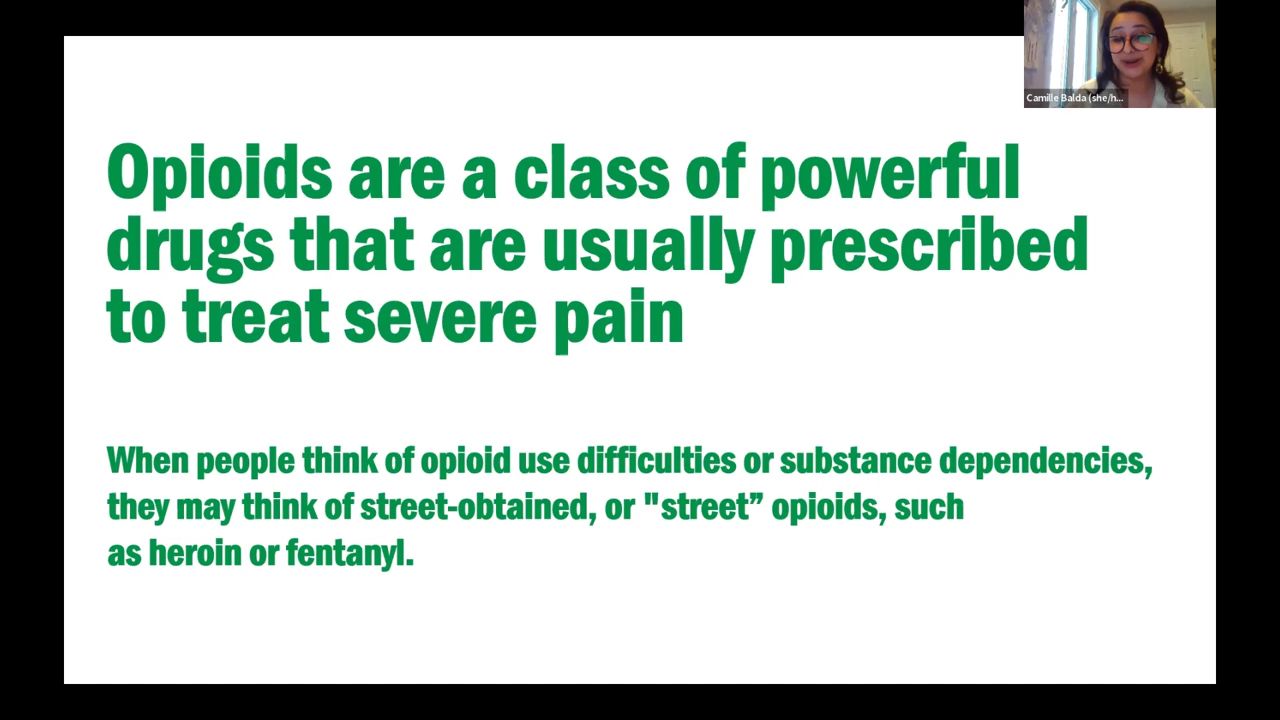 Camille Balda (she/h...
Opioids are a class of powerful
drugs that are usually prescribed
to treat severe pain
When people think of opioid use difficulties or substance dependencies,
they may think of street-obtained, or "street” opioids, such
as heroin or fentanyl.